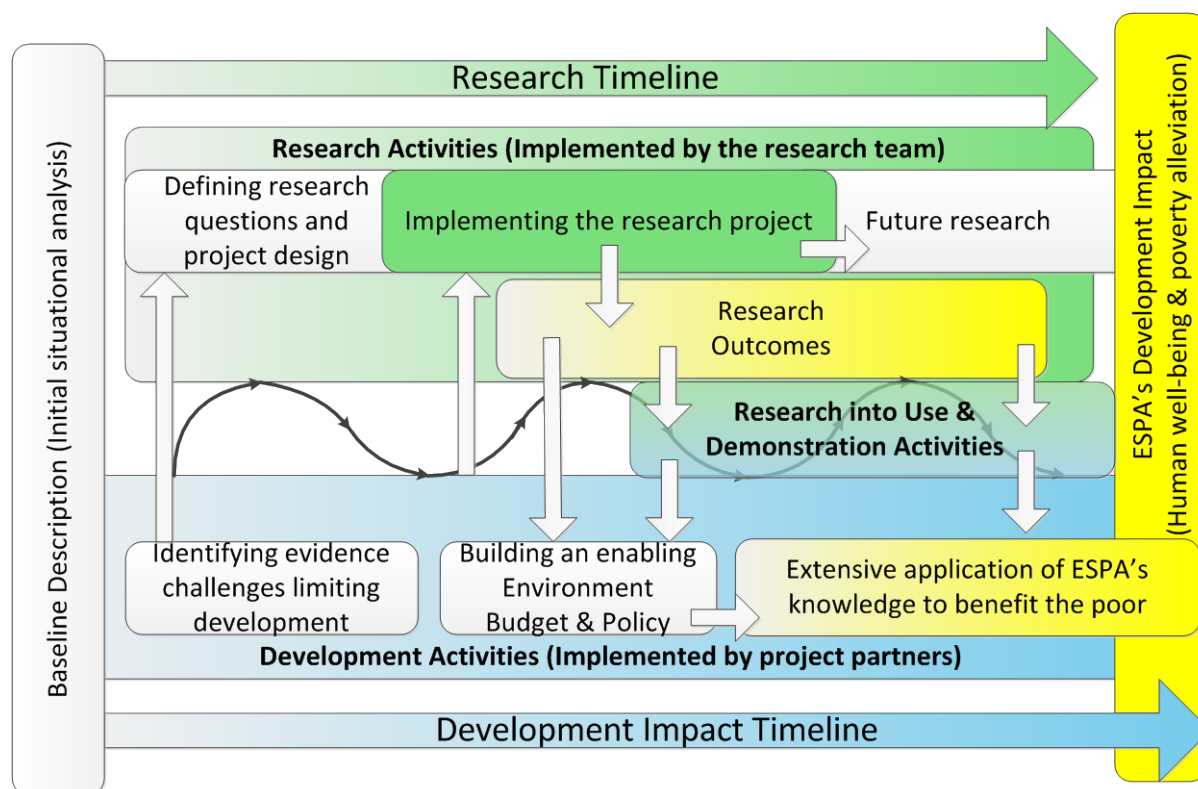 Baseline Description (Initial situational analysis)
Research Timeline
Research Activities (Implemented by the research team)
Defining research
questions and
project design
Implementing the research project
Future research
Research
Outcomes
Research into Use &
Demonstration Activities
Identifying evidence
challenges limiting
development
Building an enabling
Environment
Budget & Policy
Extensive application of ESPA's
knowledge to benefit the poor
Development Activities (Implemented by project partners)
Development Impact Timeline
ESPA's Development Impact
(Human well-being & poverty alleviation)